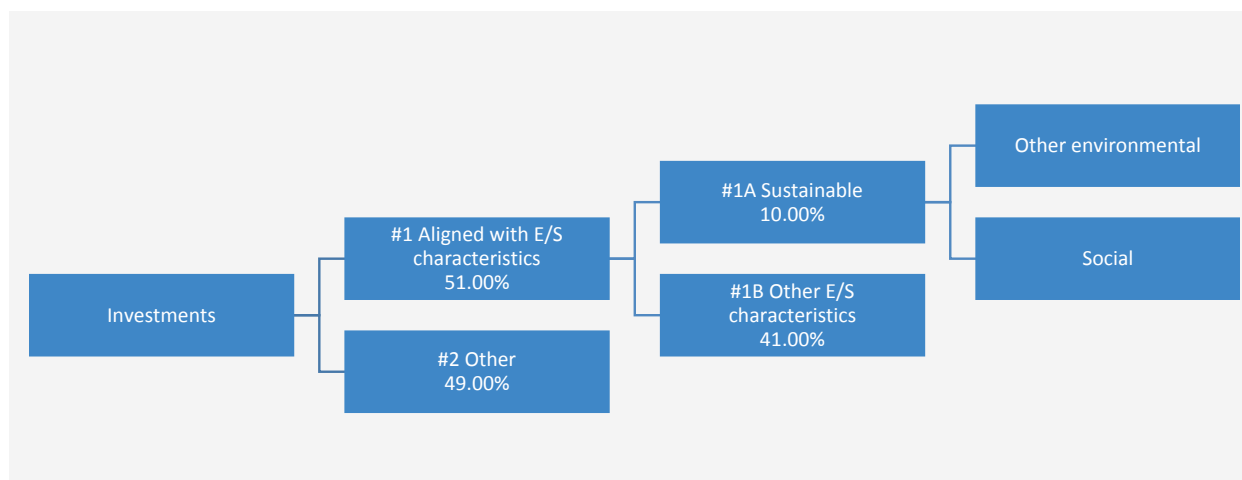 Investments
#1 Aligned with E/S
characteristics
51.00%
#2 Other
49.00%
#1A Sustainable
10.00%
#1B Other E/S
characteristics
41.00%
Other environmental
Social